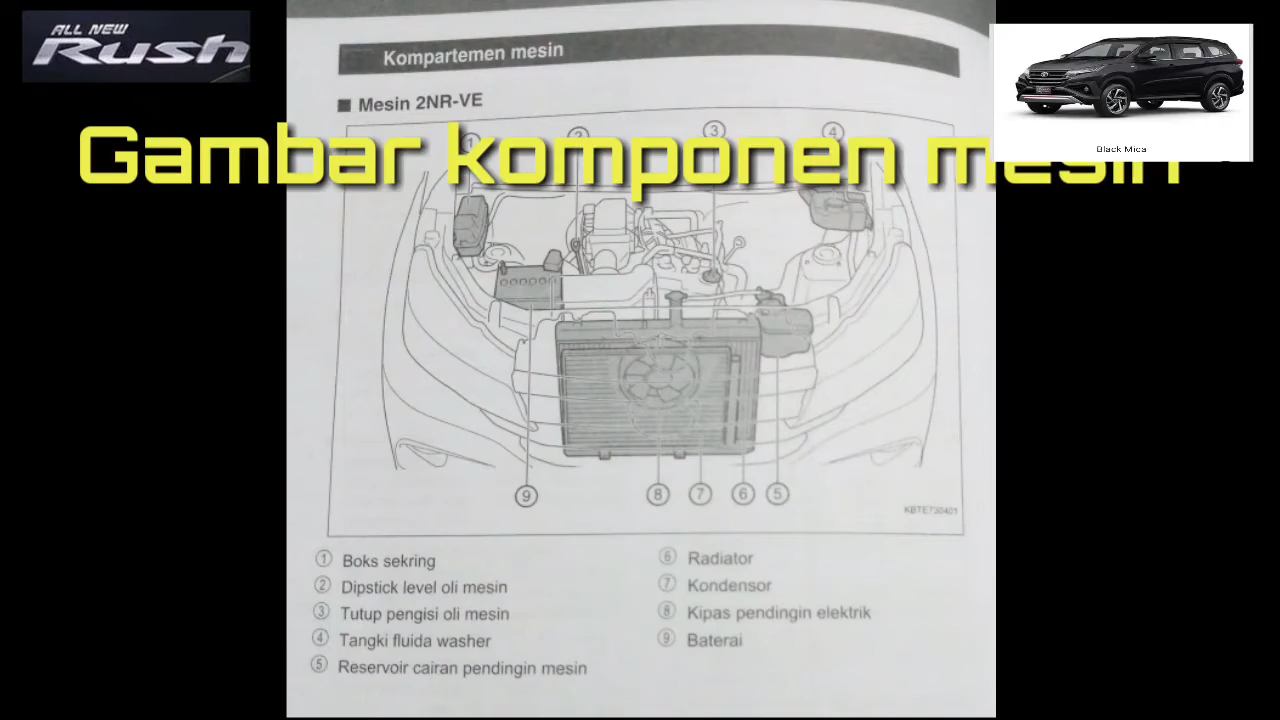 ALL NEW
Rush
Kompartemen mesin
Mesin 2NR-VE
Gambar komponen mesin
Black Mica
1
2
3
4
9
8
7
6
5
KBTE730401
1 Boks sekring
2 Dipstick level oli mesin
3 Tutup pengisi oli mesin
4 Tangki fluida washer
5 Reservoir cairan pendingin mesin
6 Radiator
7 Kondensor
8 Kipas pendingin elektrik
9 Baterai